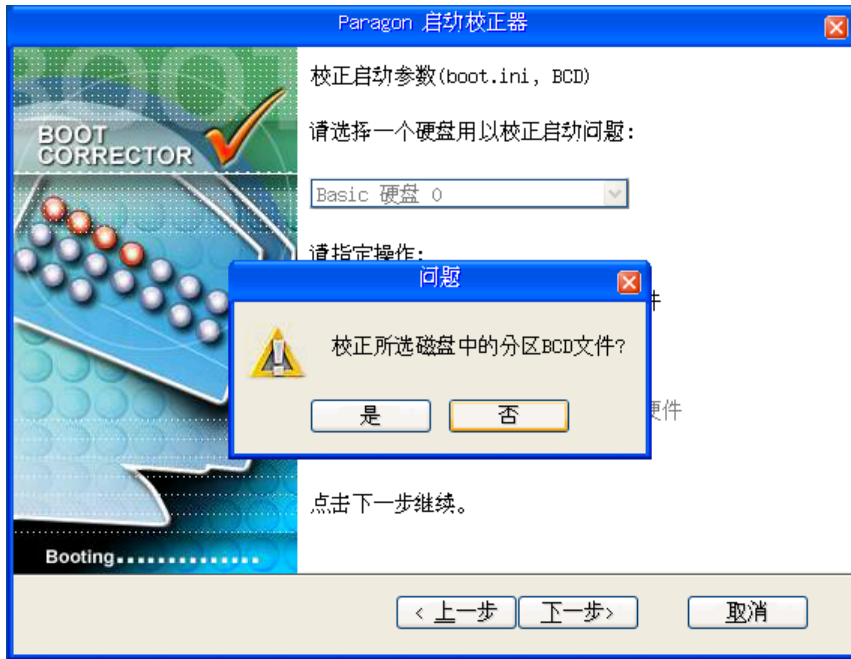 Paragon 启动校正器
校正启动参数(boot.ini, BCD)
请选择一个硬盘用以校正启动问题:
BOOT
CORRECTOR
Basic 硬盘 0
请指定操作:
问题
件
校正所选磁盘中的分区BCD文件?
是
否
硬件
点击下一步继续。
Booting..............
< 上一步
下一步>
取消